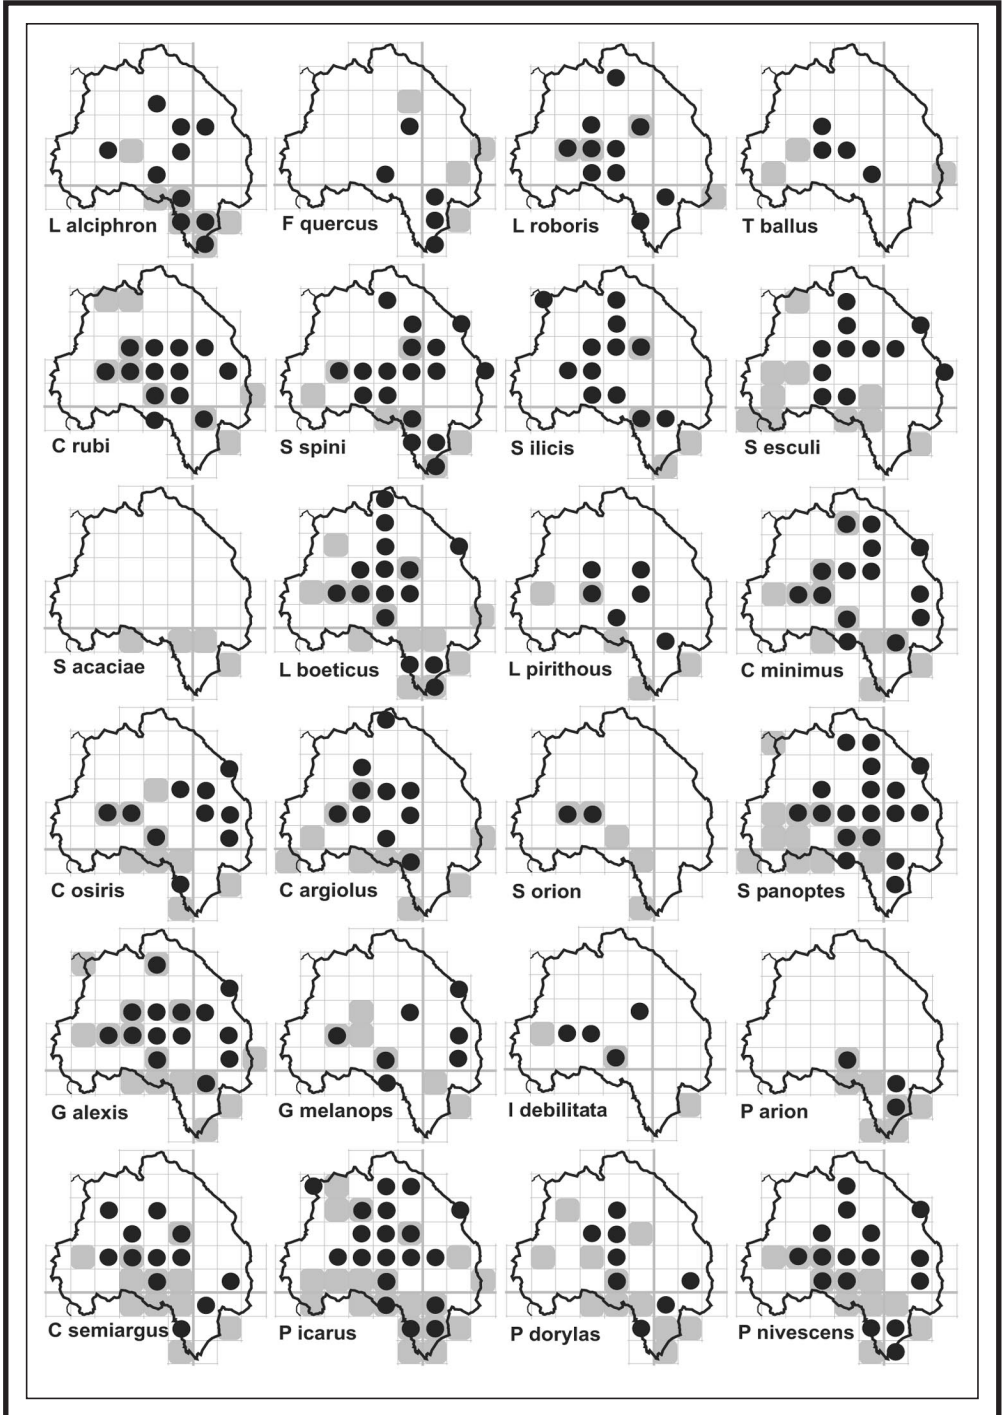 L alciphron
F quercus
L roboris
T ballus
C rubi
S spini
S ilicis
S esculi
S acaciae
L boeticus
L pirithous
C minimus
C osiris
C argiolus
S orion
S panoptes
G alexis
G melanops
I debilitata
P arion
C semiargus
P icarus
P dorylas
P nivescens